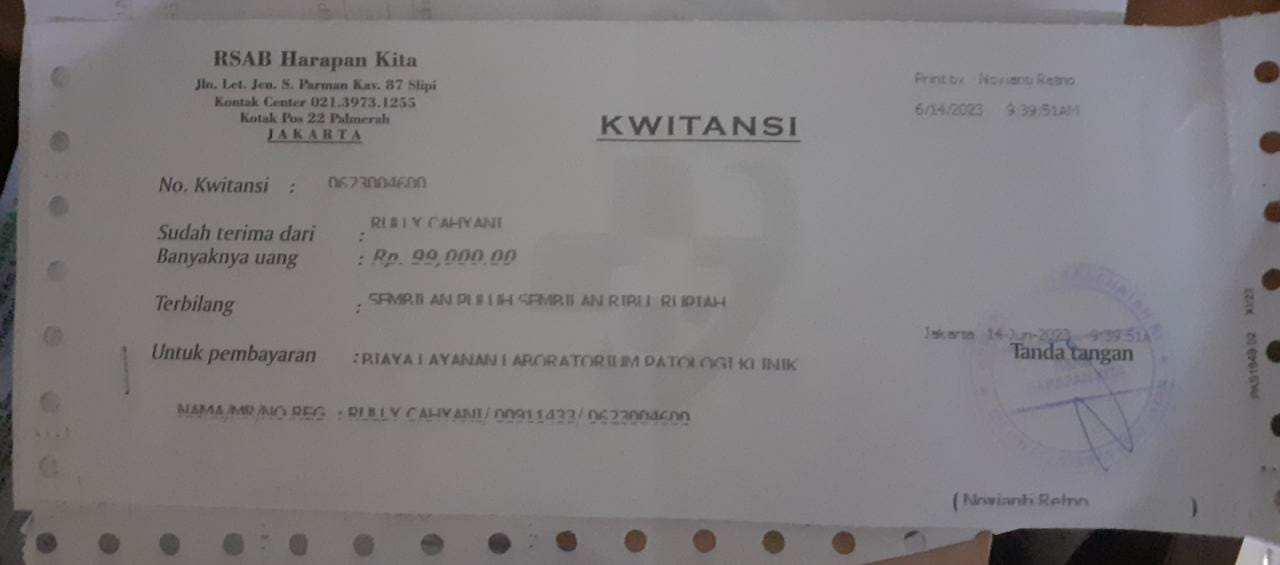 RSAB Harapan Kita
Jln. Let. Jen. S. Parman Kav. 87 Slipi
Kontak Center 021.3973.1255
Kotak Pos 22 Palmerah
JAKARTA
Print by Novianti Retno
6/14/2023 9:39:51AM
KWITANSI
No. Kwitansi : 0623004600
Sudah terima dari : RULLY CAHYANI
Banyaknya uang : Rp. 99,000.00
Terbilang : SEMBILAN PULUH SEMBILAN RIBU RUPIAH
Untuk pembayaran : BIAYA LAYANAN LABORATORIUM PATOLOGI KLINIK
NAMA/MR/NO REG : RULLY CAHYANI/ 00911433/ 0623004600
Jakarta 14-Jun-2023 9:39:51A
Tanda tangan
HARAPAN KITA
( Novianti Retno )